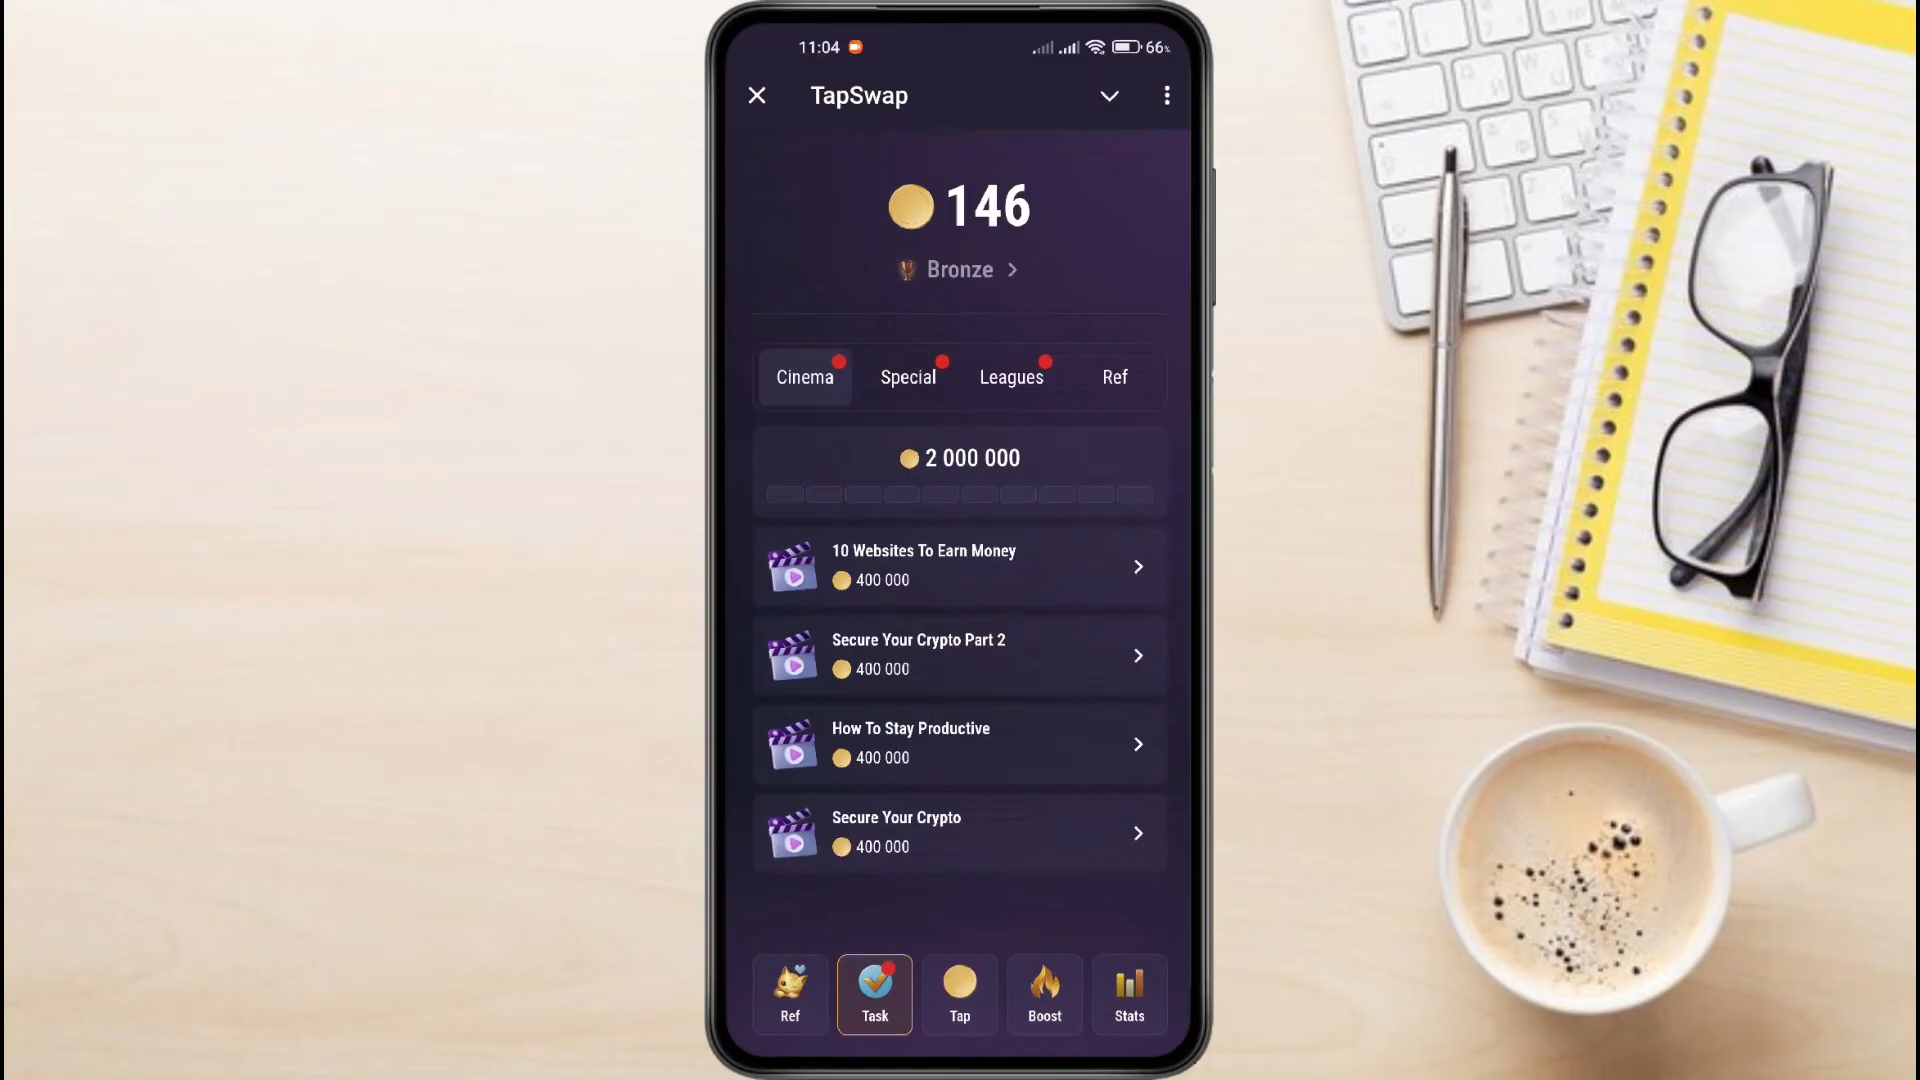 11:04
66%
TapSwap
146
Bronze
Cinema
Special
Leagues
Ref
2 000 000
10 Websites To Earn Money
400 000
Secure Your Crypto Part 2
400 000
How To Stay Productive
400 000
Secure Your Crypto
400 000
Ref
Task
Tap
Boost
Stats